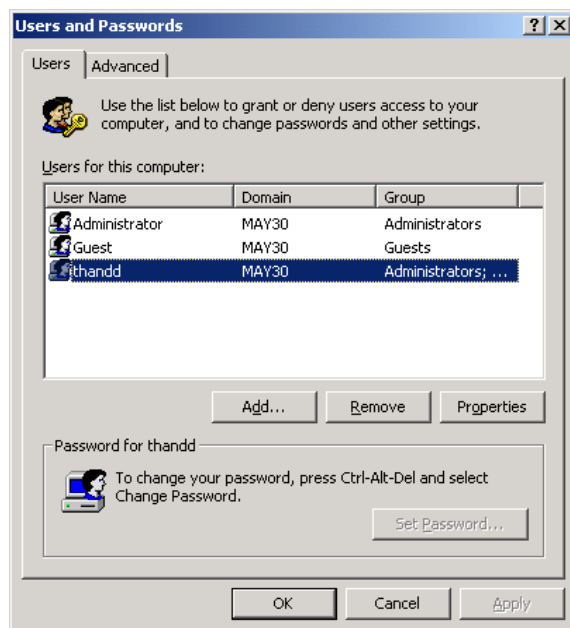 Users and Passwords
Users
Advanced
Use the list below to grant or deny users access to your
computer, and to change passwords and other settings.
Users for this computer:
User Name Domain Group
Administrator MAY30 Administrators
Guest MAY30 Guests
thandd MAY30 Administrators; ...
Add... Remove Properties
Password for thandd
To change your password, press Ctrl-Alt-Del and select
Change Password.
Set Password...
OK Cancel Apply